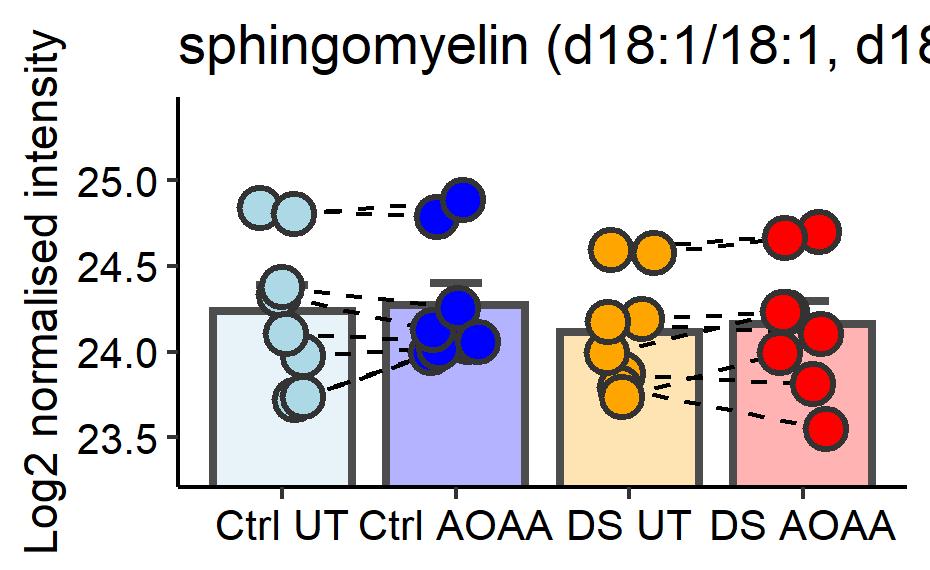 sphingomyelin (d18:1/18:1, d18
Log2 normalised intensity
25.0
24.5
24.0
23.5
Ctrl UT Ctrl AOAA DS UT DS AOAA